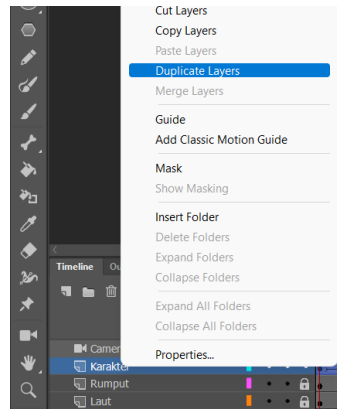 Cut Layers
Copy Layers
Paste Layers
Duplicate Layers
Merge Layers
Guide
Add Classic Motion Guide
Mask
Show Masking
Insert Folder
Delete Folders
Expand Folders
Collapse Folders
Expand All Folders
Collapse All Folders
Properties...
Timeline
Camer
Karakter
Rumput
Laut